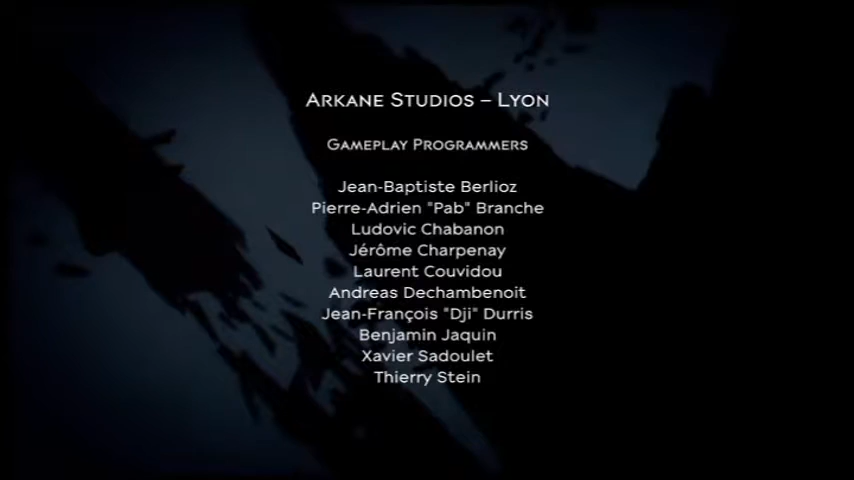 ARKANE STUDIOS – LYON
GAMEPLAY PROGRAMMERS
Jean-Baptiste Berlioz
Pierre-Adrien "Pab" Branche
Ludovic Chabanon
Jérôme Charpenay
Laurent Couvidou
Andreas Dechambenoit
Jean-François "Dji" Durris
Benjamin Jaquin
Xavier Sadoulet
Thierry Stein